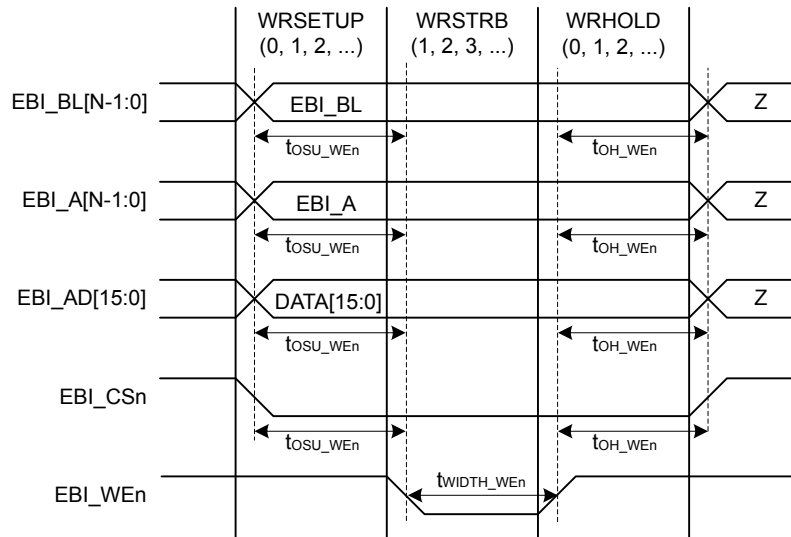 WRSETUP WRSTRB WRHOLD
(0, 1, 2, ...) (1, 2, 3, ...) (0, 1, 2, ...)
EBI_BL[N-1:0] EBI_BL Z
tOSU_WEn tOH_WEn
EBI_A[N-1:0] EBI_A Z
tOSU_WEn tOH_WEn
EBI_AD[15:0] DATA[15:0] Z
tOSU_WEn tOH_WEn
EBI_CSn
tOSU_WEn tOH_WEn
EBI_WEn tWIDTH_WEn